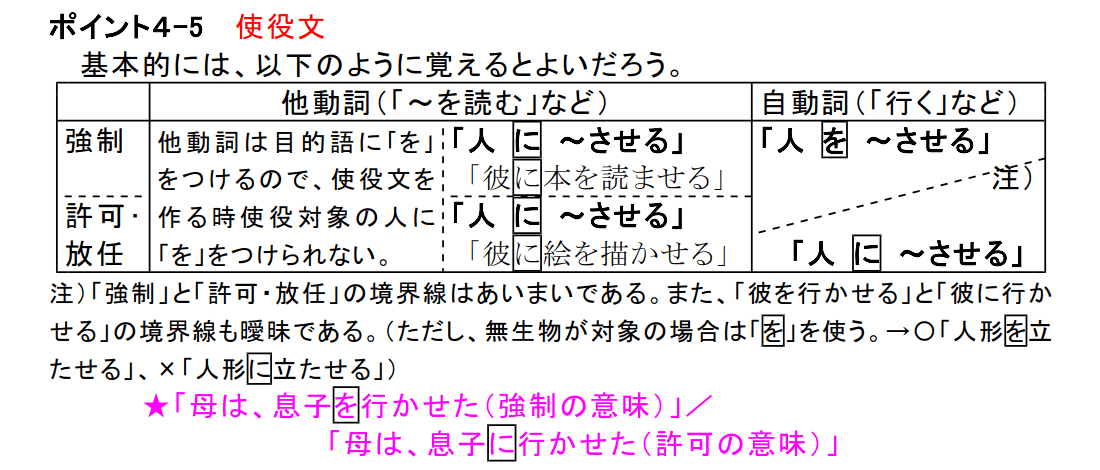 ポイント4-5　使役文
基本的には、以下のように覚えるとよいだろう。
他動詞(「～を読む」など)　自動詞(「行く」など)
強制
他動詞は目的語に「を」
をつけるので、使役文を
作る時使役対象の人に
「を」をつけられない。
「人 に ～させる」
「彼に本を読ませる」
「人 を ～させる」
注)
許可・
放任
「人 に ～させる」
「彼に絵を描かせる」
「人 に ～させる」
注)「強制」と「許可・放任」の境界線はあいまいである。また、「彼を行かせる」と「彼に行か
せる」の境界線も曖昧である。(ただし、無生物が対象の場合は「を」を使う。→○「人形を立
たせる」、×「人形に立たせる」)
★「母は、息子を行かせた(強制の意味)」／
「母は、息子に行かせた(許可の意味)」